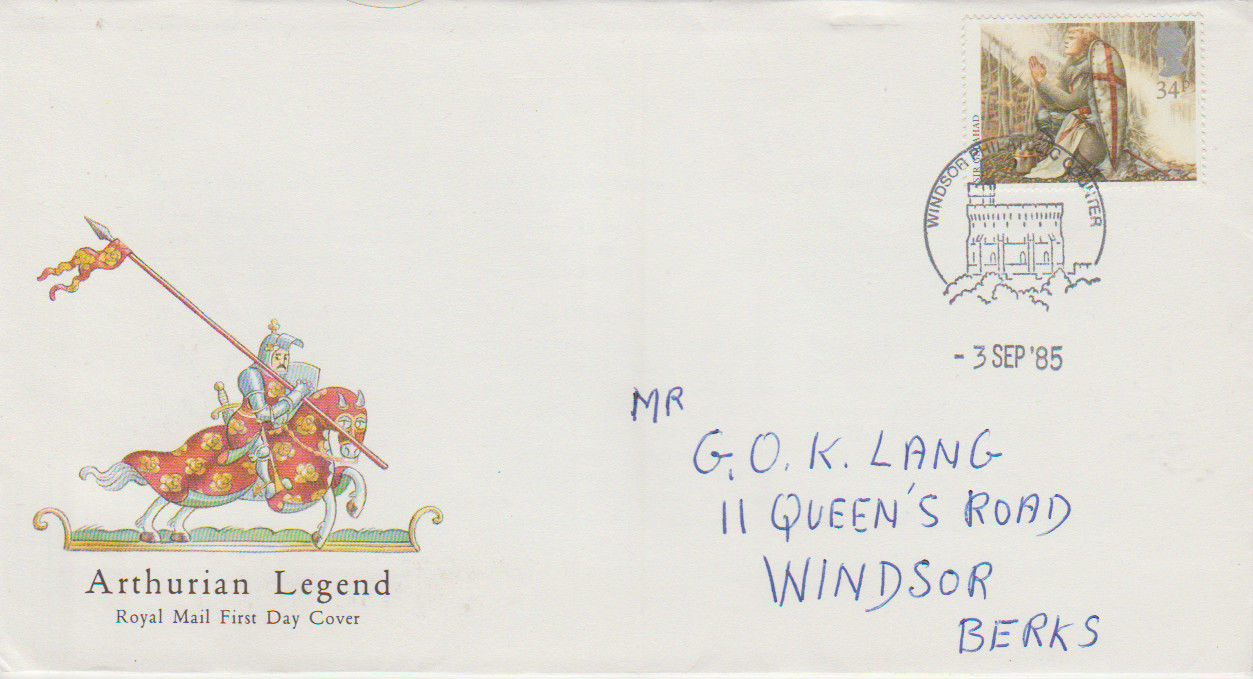 34P
SIR GALAHAD
WINDSOR PHILATELIC COUNTER
- 3 SEP '85
MR
G.O.K. LANG
11 QUEEN'S ROAD
WINDSOR
BERKS
Arthurian Legend
Royal Mail First Day Cover